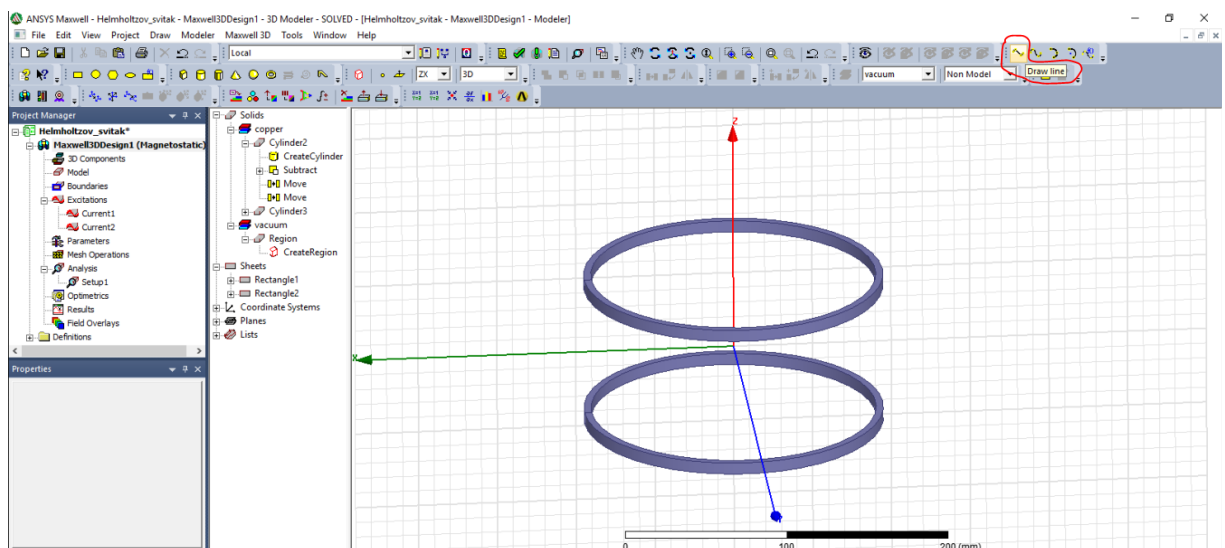 ANSYS Maxwell - Helmholtzov_svitak - Maxwell3DDesign1 - 3D Modeler - SOLVED - [Helmholtzov_svitak - Maxwell3DDesign1 - Modeler]
File Edit View Project Draw Modeler Maxwell 3D Tools Window Help
Local
ZX 3D vacuum Non Model
Draw line
Project Manager
Helmholtzov_svitak*
Maxwell3DDesign1 (Magnetostatic)
3D Components
Model
Boundaries
Excitations
Current1
Current2
Parameters
Mesh Operations
Analysis
Setup1
Optimetrics
Results
Field Overlays
Definitions
Properties
Solids
copper
Cylinder2
CreateCylinder
Subtract
Move
Move
Cylinder3
vacuum
Region
CreateRegion
Sheets
Rectangle1
Rectangle2
Coordinate Systems
Planes
Lists
Z
X
0 100 200 (mm)